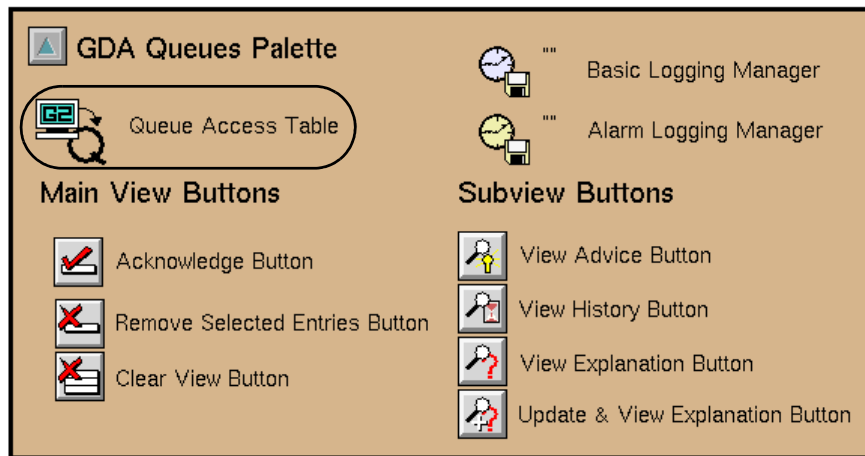 GDA Queues Palette
G2
Queue Access Table
"" Basic Logging Manager
"" Alarm Logging Manager
Main View Buttons
Acknowledge Button
Remove Selected Entries Button
Clear View Button
Subview Buttons
View Advice Button
View History Button
View Explanation Button
Update & View Explanation Button